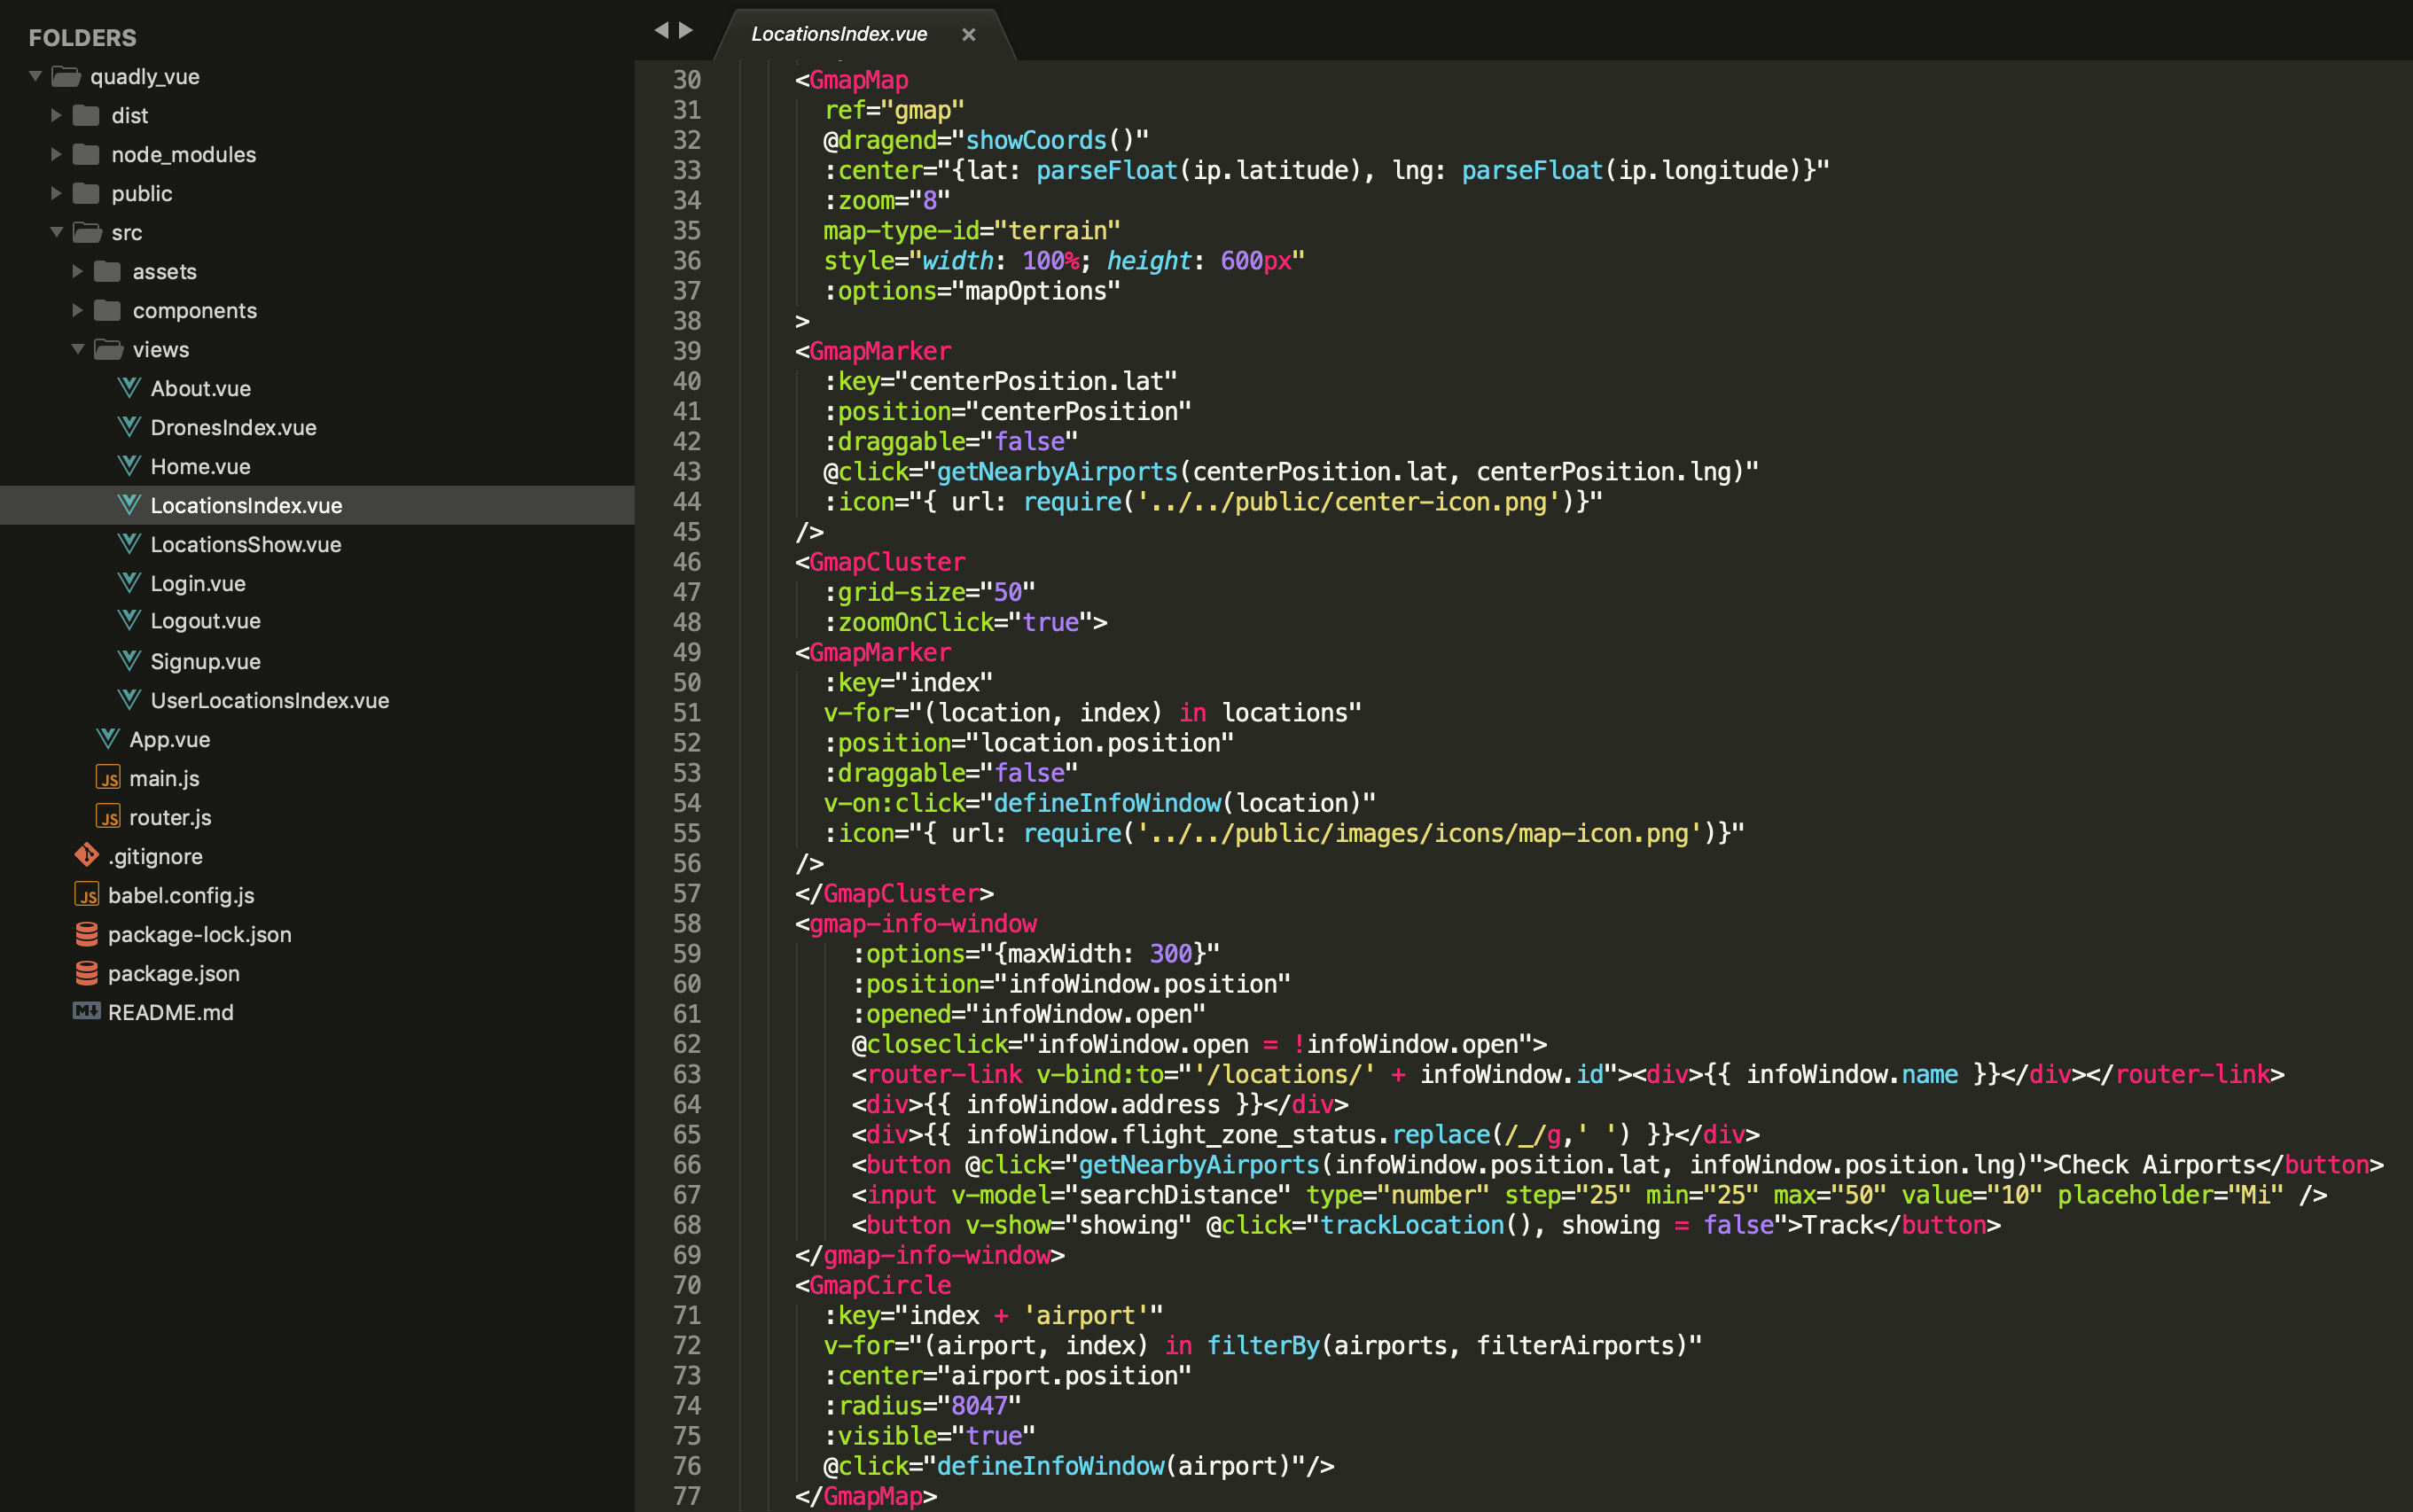 FOLDERS
quadly_vue
dist
node_modules
public
src
assets
components
views
About.vue
DronesIndex.vue
Home.vue
LocationsIndex.vue
LocationsShow.vue
Login.vue
Logout.vue
Signup.vue
UserLocationsIndex.vue
App.vue
JS main.js
JS router.js
.gitignore
JS babel.config.js
package-lock.json
package.json
M README.md
LocationsIndex.vue ×
30 <GmapMap
31 ref="gmap"
32 @dragend="showCoords()"
33 :center="{lat: parseFloat(ip.latitude), lng: parseFloat(ip.longitude)}"
34 :zoom="8"
35 map-type-id="terrain"
36 style="width: 100%; height: 600px"
37 :options="mapOptions"
38 >
39 <GmapMarker
40 :key="centerPosition.lat"
41 :position="centerPosition"
42 :draggable="false"
43 @click="getNearbyAirports(centerPosition.lat, centerPosition.lng)"
44 :icon="{ url: require('../../public/center-icon.png')}"
45 />
46 <GmapCluster
47 :grid-size="50"
48 :zoomOnClick="true">
49 <GmapMarker
50 :key="index"
51 v-for="(location, index) in locations"
52 :position="location.position"
53 :draggable="false"
54 v-on:click="defineInfoWindow(location)"
55 :icon="{ url: require('../../public/images/icons/map-icon.png')}"
56 />
57 </GmapCluster>
58 <gmap-info-window
59 :options="{maxWidth: 300}"
60 :position="infoWindow.position"
61 :opened="infoWindow.open"
62 @closeclick="infoWindow.open = !infoWindow.open">
63 <router-link v-bind:to="'/locations/' + infoWindow.id"><div>{{ infoWindow.name }}</div></router-link>
64 <div>{{ infoWindow.address }}</div>
65 <div>{{ infoWindow.flight_zone_status.replace(/_/g,' ') }}</div>
66 <button @click="getNearbyAirports(infoWindow.position.lat, infoWindow.position.lng)">Check Airports</button>
67 <input v-model="searchDistance" type="number" step="25" min="25" max="50" value="10" placeholder="Mi" />
68 <button v-show="showing" @click="trackLocation(), showing = false">Track</button>
69 </gmap-info-window>
70 <GmapCircle
71 :key="index + 'airport'"
72 v-for="(airport, index) in filterBy(airports, filterAirports)"
73 :center="airport.position"
74 :radius="8047"
75 :visible="true"
76 @click="defineInfoWindow(airport)"/>
77 </GmapMap>